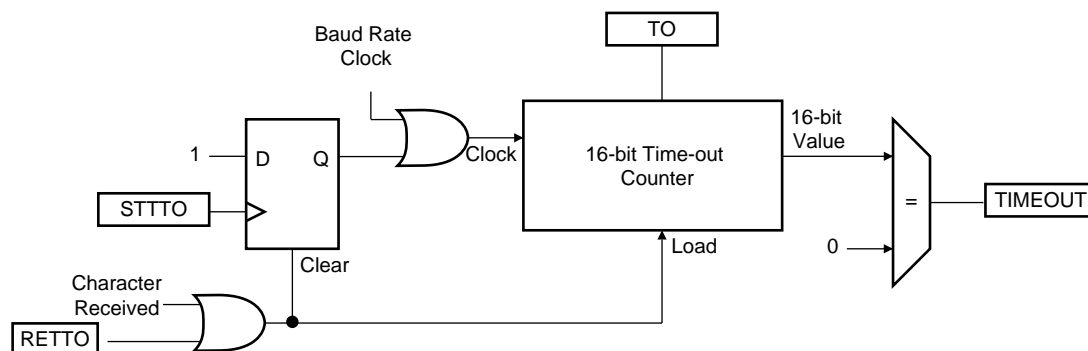 TO
Baud Rate
Clock
1
D
Q
Clock
16-bit Time-out
Counter
16-bit
Value
STTTO
=
TIMEOUT
0
Clear
Load
Character
Received
RETTO